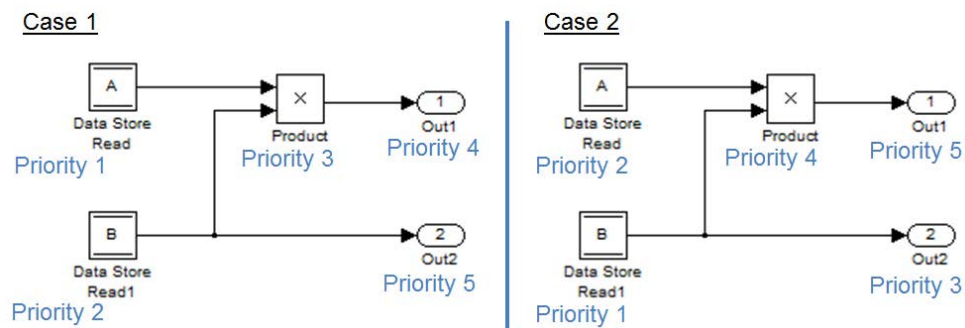 Case 1
A
Data Store
Read
Priority 1
×
Product
Priority 3
1
Out1
Priority 4
B
Data Store
Read1
Priority 2
2
Out2
Priority 5
Case 2
A
Data Store
Read
Priority 2
×
Product
Priority 4
1
Out1
Priority 5
B
Data Store
Read1
Priority 1
2
Out2
Priority 3